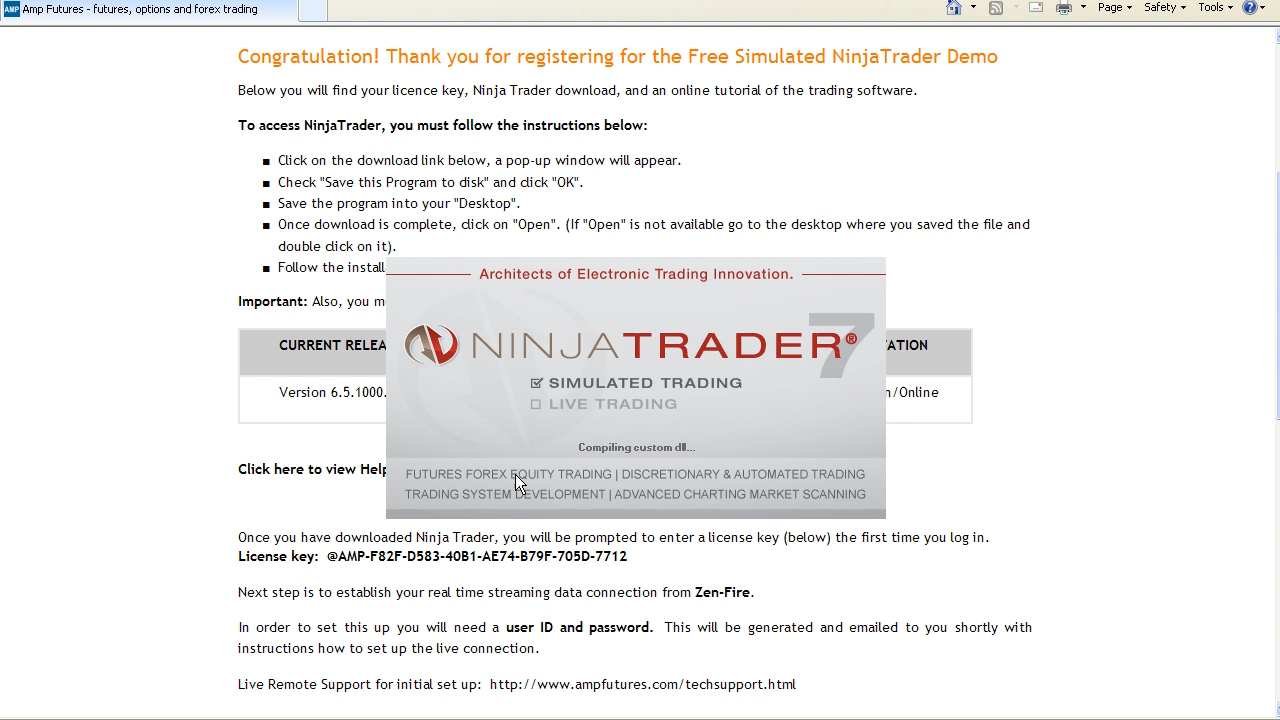 Amp Futures - futures, options and forex trading
Page
Safety
Tools
Congratulation! Thank you for registering for the Free Simulated NinjaTrader Demo
Below you will find your licence key, Ninja Trader download, and an online tutorial of the trading software.
To access NinjaTrader, you must follow the instructions below:
Click on the download link below, a pop-up window will appear.
Check "Save this Program to disk" and click "OK".
Save the program into your "Desktop".
Once download is complete, click on "Open". (If "Open" is not available go to the desktop where you saved the file and
double click on it).
Follow the install
Important: Also, you m
CURRENT RELEA
Version 6.5.1000.
n/Online
Click here to view Help
Architects of Electronic Trading Innovation.
NINJATRADER® 7
SIMULATED TRADING
LIVE TRADING
Compiling custom dll...
FUTURES FOREX EQUITY TRADING | DISCRETIONARY & AUTOMATED TRADING
TRADING SYSTEM DEVELOPMENT | ADVANCED CHARTING MARKET SCANNING
Once you have downloaded Ninja Trader, you will be prompted to enter a license key (below) the first time you log in.
License key: @AMP-F82F-D583-40B1-AE74-B79F-705D-7712
Next step is to establish your real time streaming data connection from Zen-Fire.
In order to set this up you will need a user ID and password. This will be generated and emailed to you shortly with
instructions how to set up the live connection.
Live Remote Support for initial set up: http://www.ampfutures.com/techsupport.html